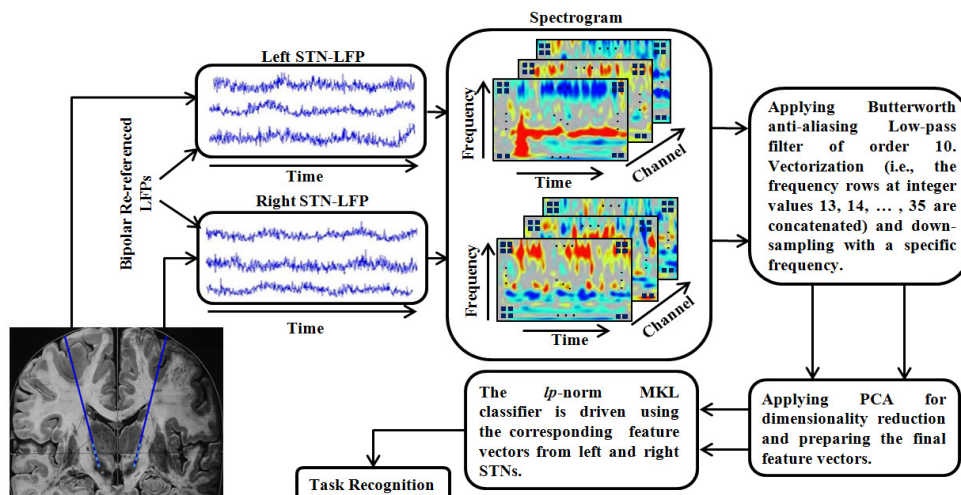 Spectrogram
Left STN-LFP
Time
Bipolar Re-referenced
LFPs
Right STN-LFP
Time
Frequency
Time
Channel
Frequency
Time
Channel
Applying Butterworth
anti-aliasing Low-pass
filter of order 10.
Vectorization (i.e., the
frequency rows at integer
values 13, 14, … , 35 are
concatenated) and down-
sampling with a specific
frequency.
Applying PCA for
dimensionality reduction
and preparing the final
feature vectors.
The lp-norm MKL
classifier is driven using
the corresponding feature
vectors from left and right
STNs.
Task Recognition